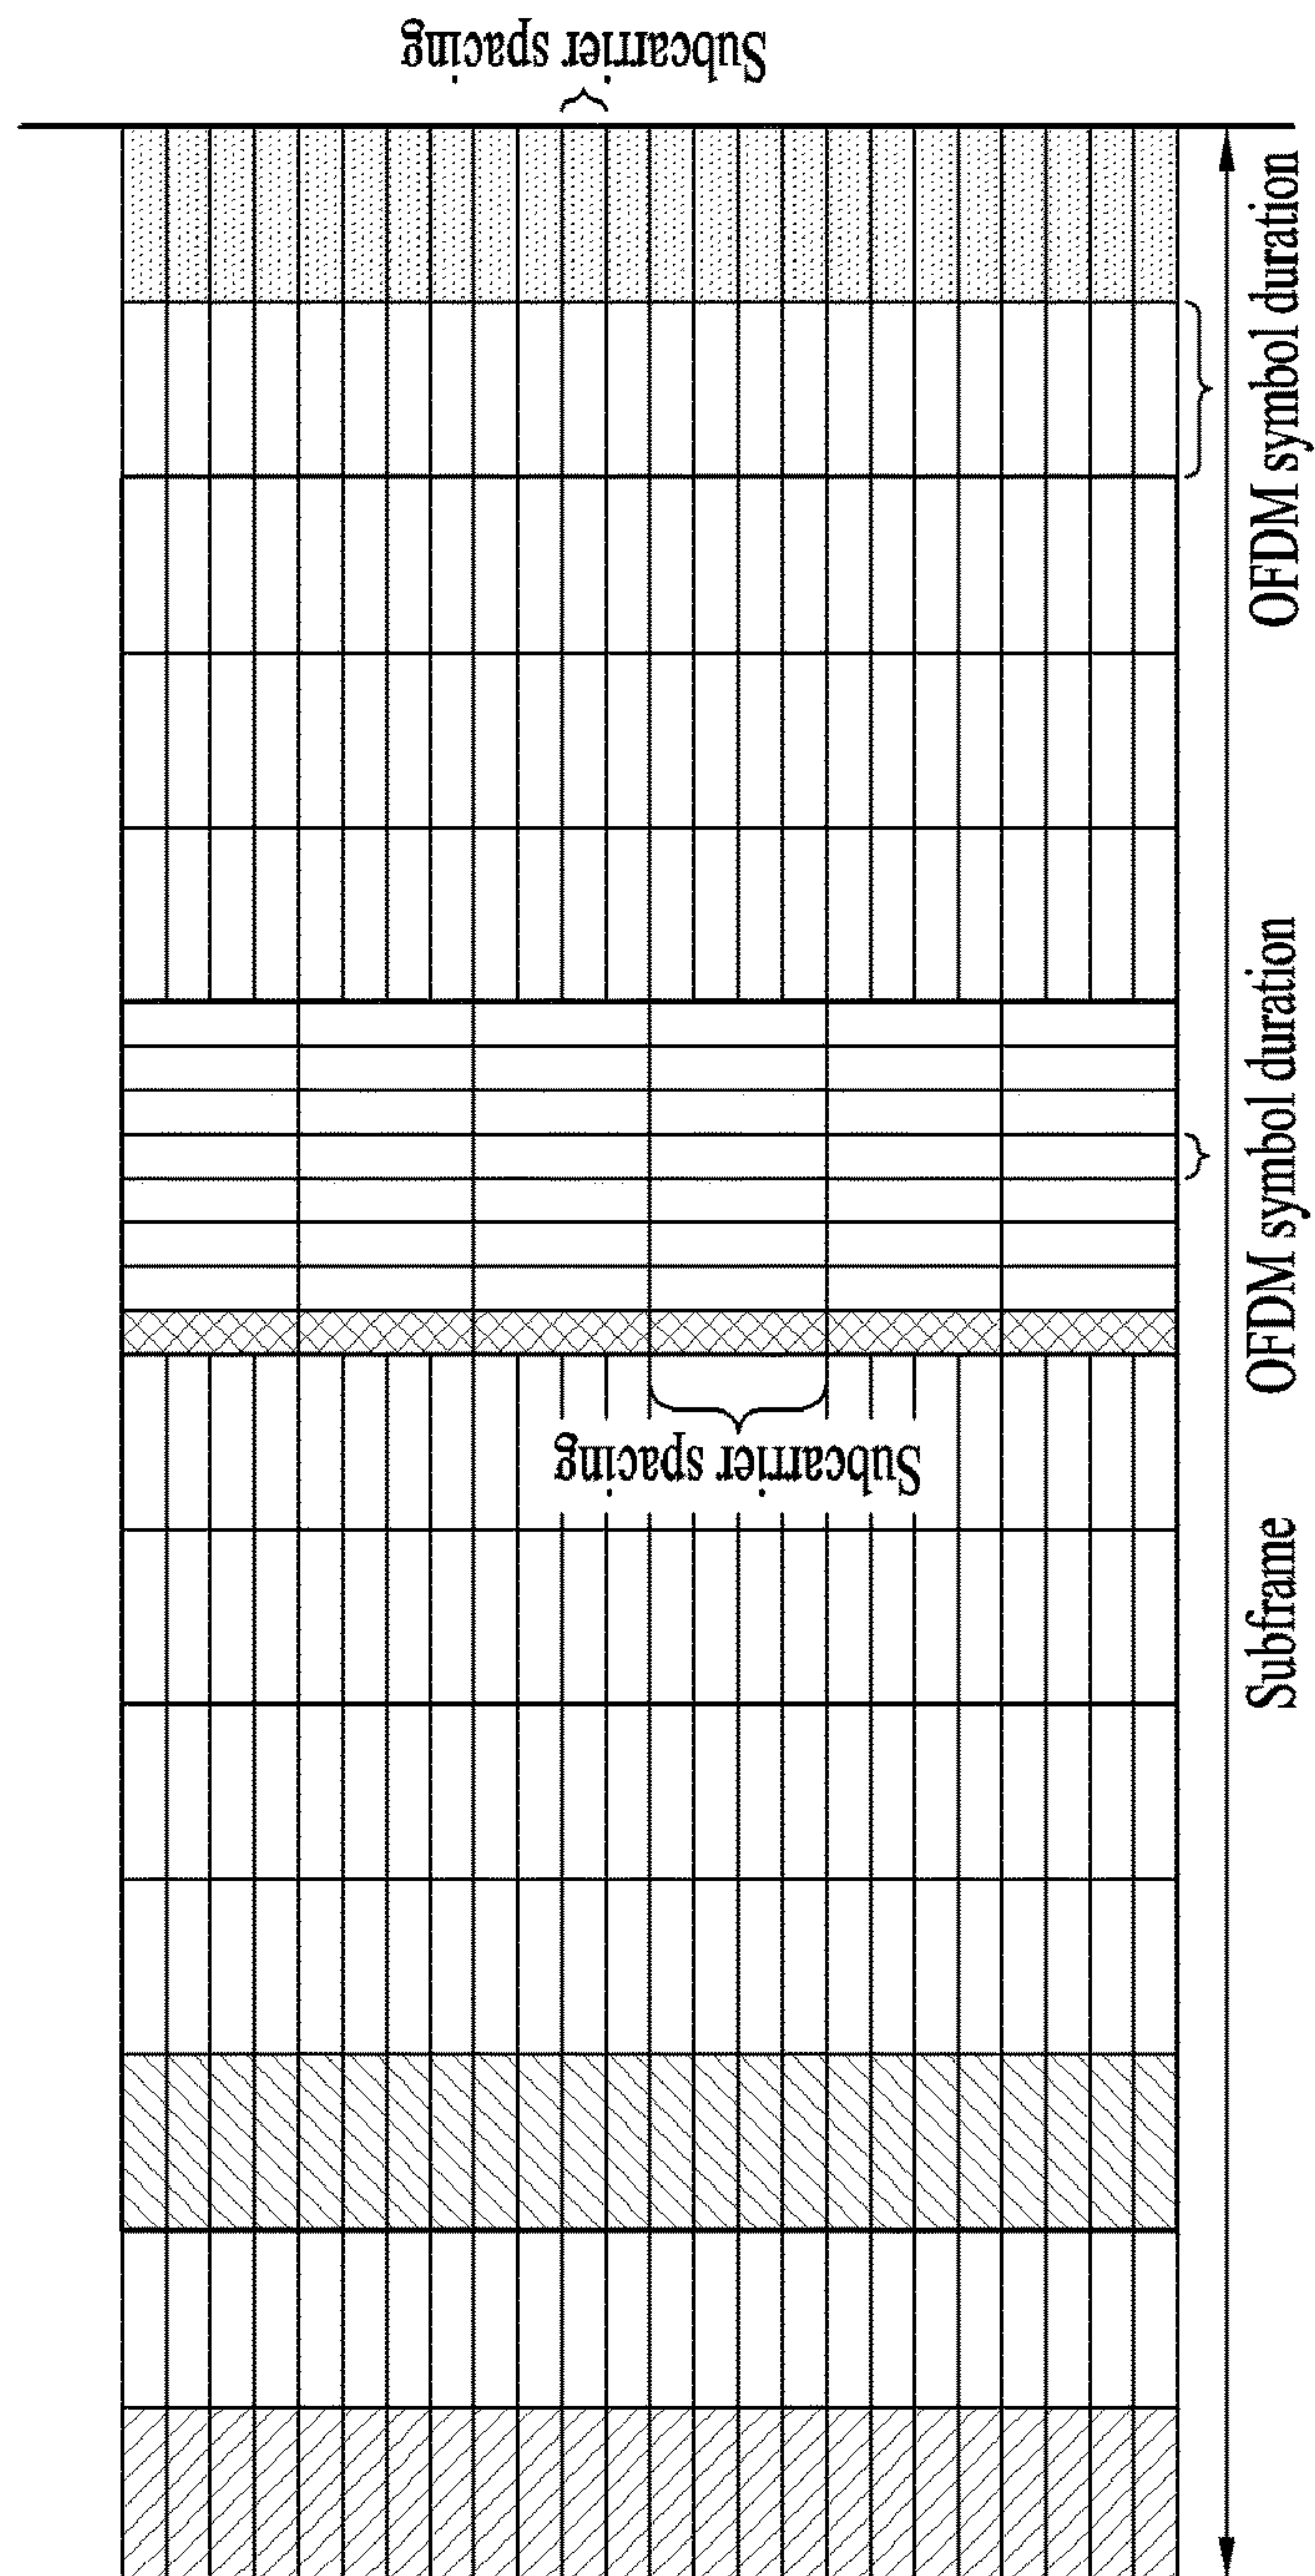 Subcarrier spacing
OFDM symbol duration
OFDM symbol duration
Subcarrier spacing
Subframe